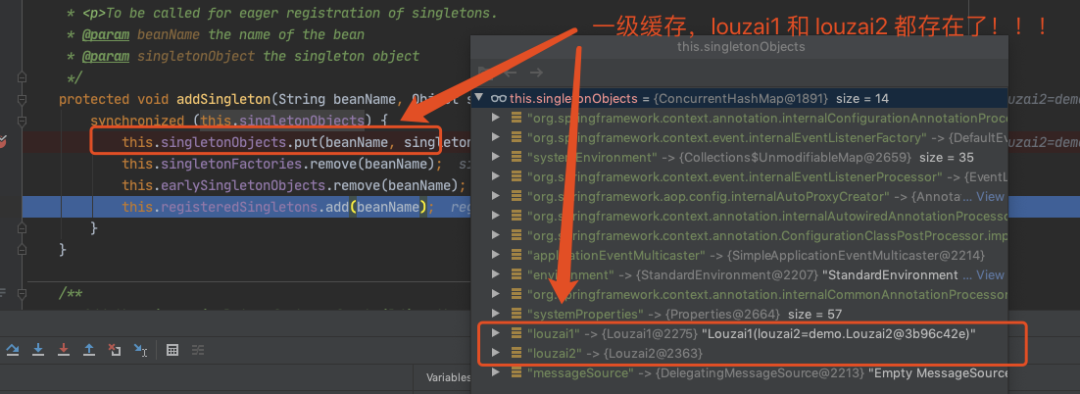 * <p>To be called for eager registration of singletons.
* @param beanName the name of the bean
* @param singletonObject the singleton object
*/
protected void addSingleton(String beanName, Object s
synchronized (this.singletonObjects) {
this.singletonObjects.put(beanName, singleton
this.singletonFactories.remove(beanName);
this.earlySingletonObjects.remove(beanName);
this.registeredSingletons.add(beanName);
}
}
/**
Variables
一级缓存，louzai1 和 louzai2 都存在了！！！
this.singletonObjects
this.singletonObjects = {ConcurrentHashMap@1891} size = 14
"org.springframework.context.annotation.internalConfigurationAnnotationProc
"org.springframework.context.event.internalEventListenerFactory" -> {DefaultEv
"systemEnvironment" -> {Collections$UnmodifiableMap@2659} size = 35
"org.springframework.context.event.internalEventListenerProcessor" -> {EventL
"org.springframework.aop.config.internalAutoProxyCreator" -> {Annota ... View
"org.springframework.context.annotation.internalAutowiredAnnotationProcess
"org.springframework.context.annotation.ConfigurationClassPostProcessor.imp
"applicationEventMulticaster" -> {SimpleApplicationEventMulticaster@2214}
"environment" -> {StandardEnvironment@2207} "StandardEnvironment ... View
"org.springframework.context.annotation.internalCommonAnnotationProcessor
"systemProperties" -> {Properties@2664} size = 57
"louzai1" -> {Louzai1@2275} "Louzai1(louzai2=demo.Louzai2@3b96c42e)"
"louzai2" -> {Louzai2@2363}
"messageSource" -> {DelegatingMessageSource@2213} "Empty MessageSource